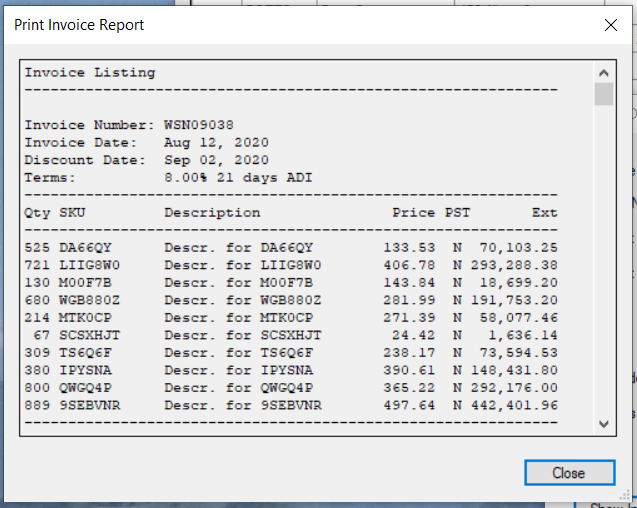 Print Invoice Report
Invoice Listing
--------------------------------------------------------------
Invoice Number: WSN09038
Invoice Date:   Aug 12, 2020
Discount Date:  Sep 02, 2020
Terms:          8.00% 21 days ADI
--------------------------------------------------------------
Qty SKU         Description               Price PST       Ext
--------------------------------------------------------------
525 DA66QY      Descr. for DA66QY        133.53  N  70,103.25
721 LIIG8W0     Descr. for LIIG8W0       406.78  N 293,288.38
130 M00F7B      Descr. for M00F7B        143.84  N  18,699.20
680 WGB880Z     Descr. for WGB880Z       281.99  N 191,753.20
214 MTK0CP      Descr. for MTK0CP        271.39  N  58,077.46
 67 SCSXHJT     Descr. for SCSXHJT        24.42  N   1,636.14
309 TS6Q6F      Descr. for TS6Q6F        238.17  N  73,594.53
380 IPYSNA      Descr. for IPYSNA        390.61  N 148,431.80
800 QWGQ4P      Descr. for QWGQ4P        365.22  N 292,176.00
889 9SEBVNR     Descr. for 9SEBVNR       497.64  N 442,401.96
--------------------------------------------------------------
Close